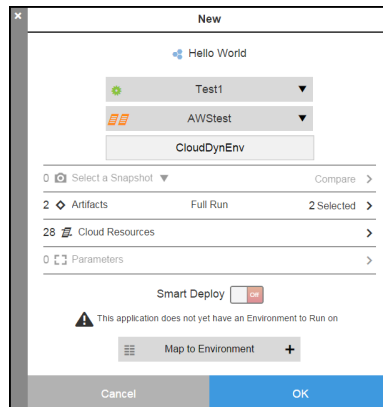 New
Hello World
Test1
AWStest
CloudDynEnv
0 Select a Snapshot Compare
2 Artifacts Full Run 2 Selected
28 Cloud Resources
0 Parameters
Smart Deploy Off
This application does not yet have an Environment to Run on
Map to Environment +
Cancel OK